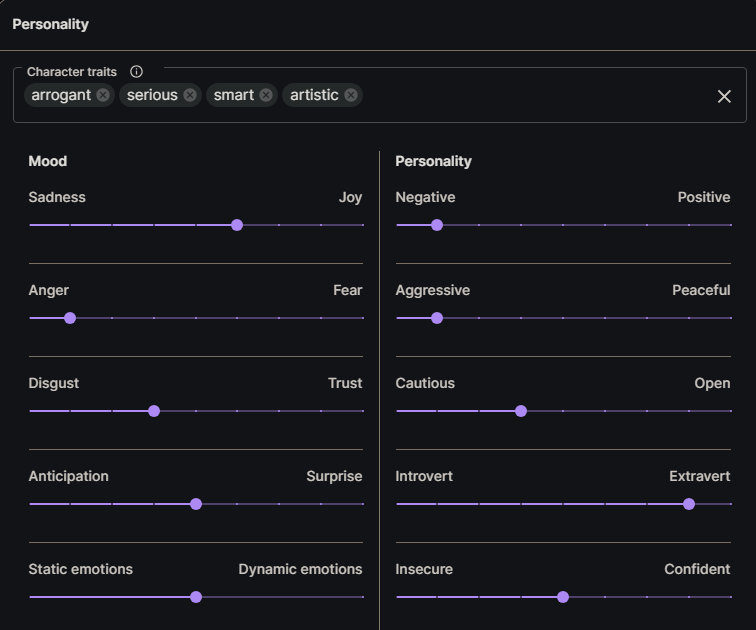 Personality
Character traits
arrogant serious smart artistic
Mood
Sadness Joy
Anger Fear
Disgust Trust
Anticipation Surprise
Static emotions Dynamic emotions
Personality
Negative Positive
Aggressive Peaceful
Cautious Open
Introvert Extravert
Insecure Confident